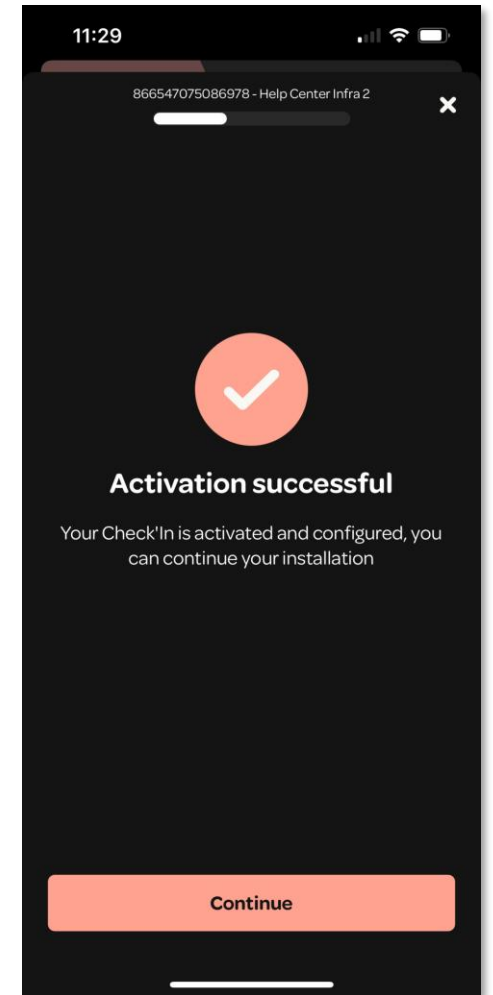 11:29
866547075086978 - Help Center Infra 2
Activation successful
Your Check'In is activated and configured, you
can continue your installation
Continue